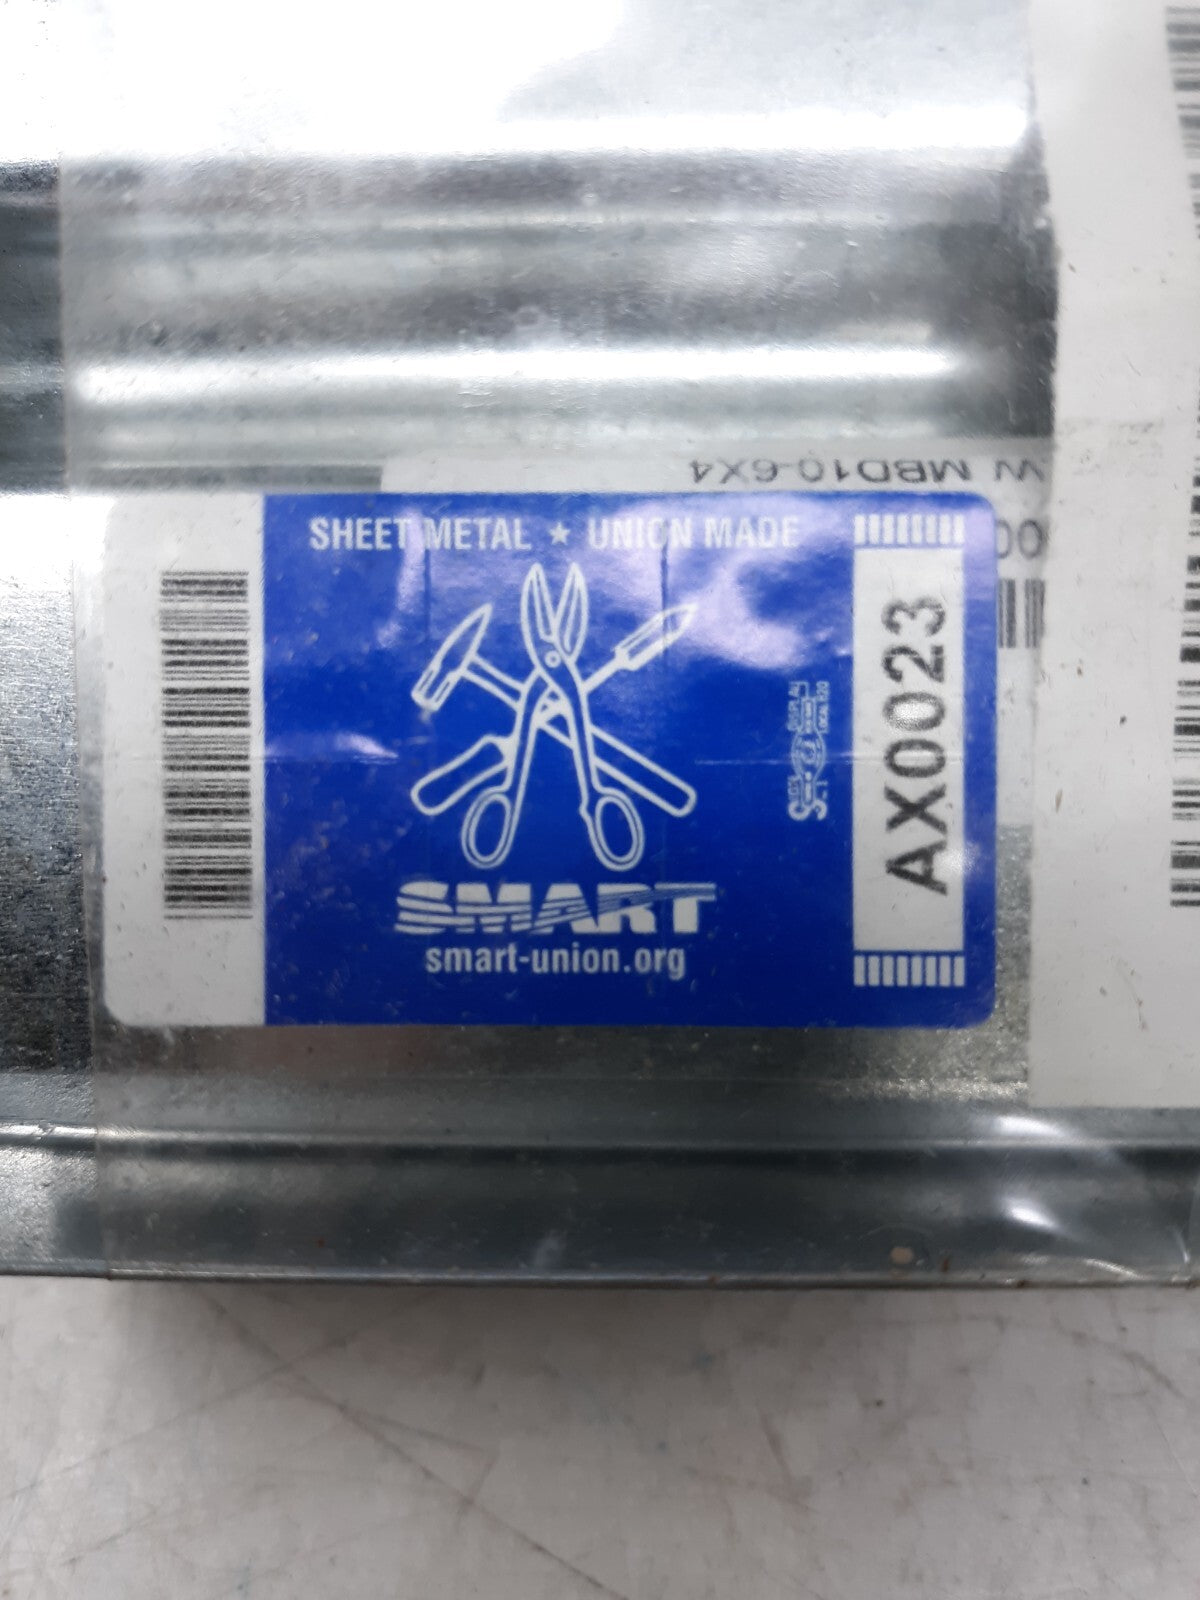 W MBD10-6X4
SHEET METAL ★ UNION MADE
SMART
smart-union.org
AX0023